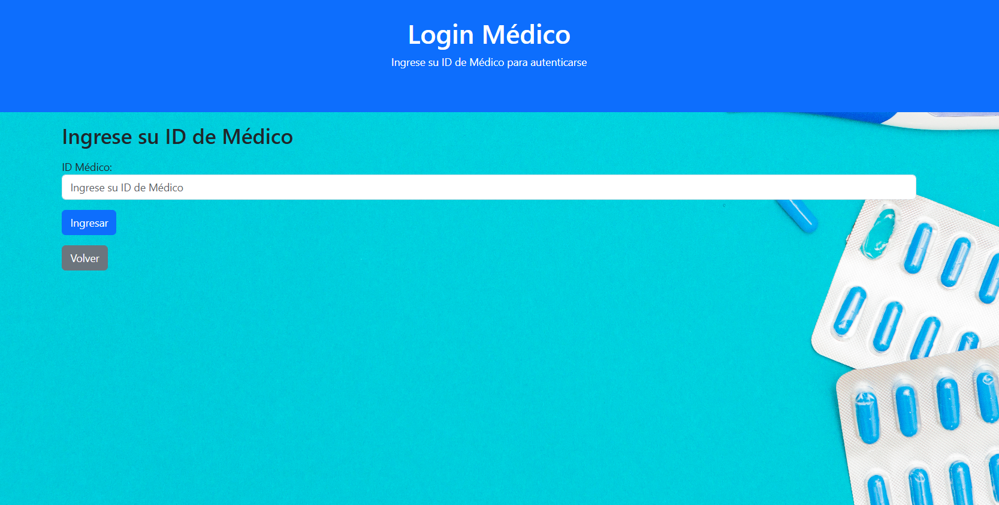 Login Médico
Ingrese su ID de Médico para autenticarse
Ingrese su ID de Médico
ID Médico:
Ingrese su ID de Médico
Ingresar
Volver